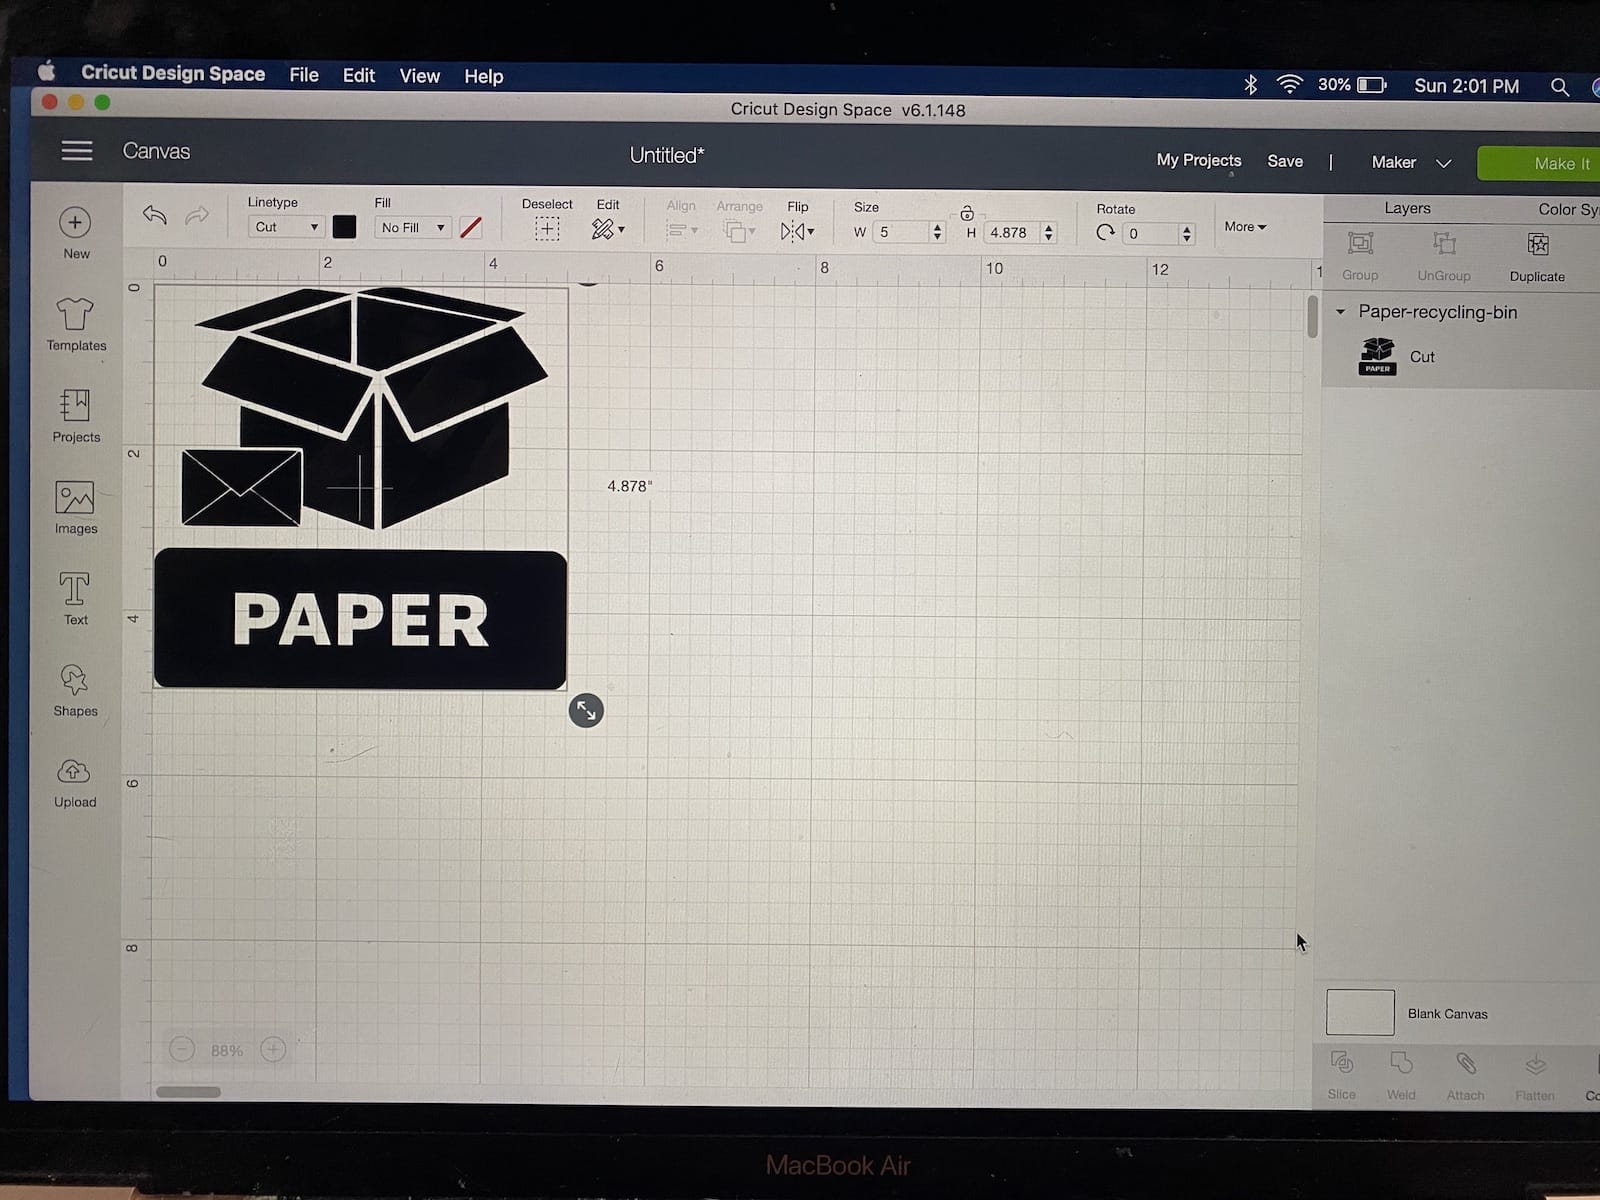 Cricut Design Space File Edit View Help 30% Sun 2:01 PM
Cricut Design Space v6.1.148
Canvas Untitled* My Projects Save | Maker Make It
Linetype Fill Deselect Edit Align Arrange Flip Size Rotate More
Cut No Fill W 5 H 4.878 0
Layers Color Sy
Group UnGroup Duplicate
New
Templates
Projects
Images
Text
Shapes
Upload
0 2 4 6 8 10 12 1
0
2
4
6
8
4.878"
PAPER
Paper-recycling-bin
PAPER
Cut
88%
Blank Canvas
Slice Weld Attach Flatten Co
MacBook Air